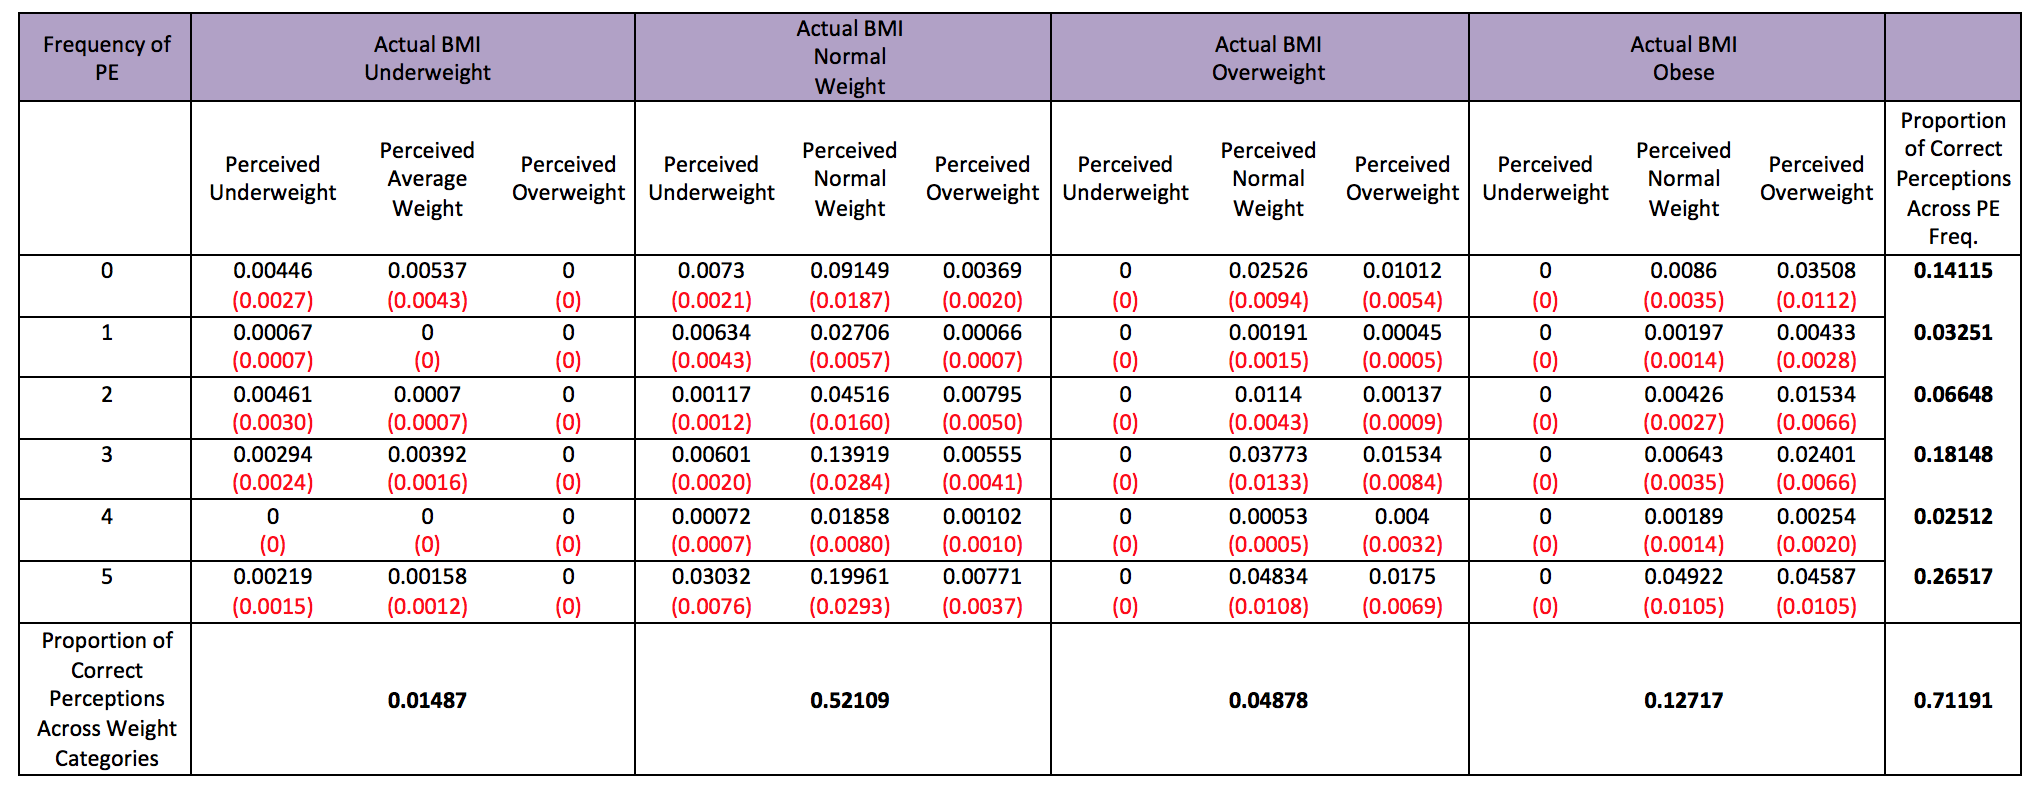 Frequency of PE | Actual BMI Underweight | Actual BMI Normal Weight | Actual BMI Overweight | Actual BMI Obese
Perceived Underweight | Perceived Average Weight | Perceived Overweight | Perceived Underweight | Perceived Normal Weight | Perceived Overweight | Perceived Underweight | Perceived Normal Weight | Perceived Overweight | Perceived Underweight | Perceived Normal Weight | Perceived Overweight | Proportion of Correct Perceptions Across PE Freq.
0 0.00446 0.00537 0 0.0073 0.09149 0.00369 0 0.02526 0.01012 0 0.0086 0.03508 0.14115
(0.0027) (0.0043) (0) (0.0021) (0.0187) (0.0020) (0) (0.0094) (0.0054) (0) (0.0035) (0.0112)
1 0.00067 0 0 0.00634 0.02706 0.00066 0 0.00191 0.00045 0 0.00197 0.00433 0.03251
(0.0007) (0) (0) (0.0043) (0.0057) (0.0007) (0) (0.0015) (0.0005) (0) (0.0014) (0.0028)
2 0.00461 0.0007 0 0.00117 0.04516 0.00795 0 0.0114 0.00137 0 0.00426 0.01534 0.06648
(0.0030) (0.0007) (0) (0.0012) (0.0160) (0.0050) (0) (0.0043) (0.0009) (0) (0.0027) (0.0066)
3 0.00294 0.00392 0 0.00601 0.13919 0.00555 0 0.03773 0.01534 0 0.00643 0.02401 0.18148
(0.0024) (0.0016) (0) (0.0020) (0.0284) (0.0041) (0) (0.0133) (0.0084) (0) (0.0035) (0.0066)
4 0 0 0 0.00072 0.01858 0.00102 0 0.00053 0.004 0 0.00189 0.00254 0.02512
(0) (0) (0) (0.0007) (0.0080) (0.0010) (0) (0.0005) (0.0032) (0) (0.0014) (0.0020)
5 0.00219 0.00158 0 0.03032 0.19961 0.00771 0 0.04834 0.0175 0 0.04922 0.04587 0.26517
(0.0015) (0.0012) (0) (0.0076) (0.0293) (0.0037) (0) (0.0108) (0.0069) (0) (0.0105) (0.0105)
Proportion of Correct Perceptions Across Weight Categories 0.01487 0.52109 0.04878 0.12717 0.71191